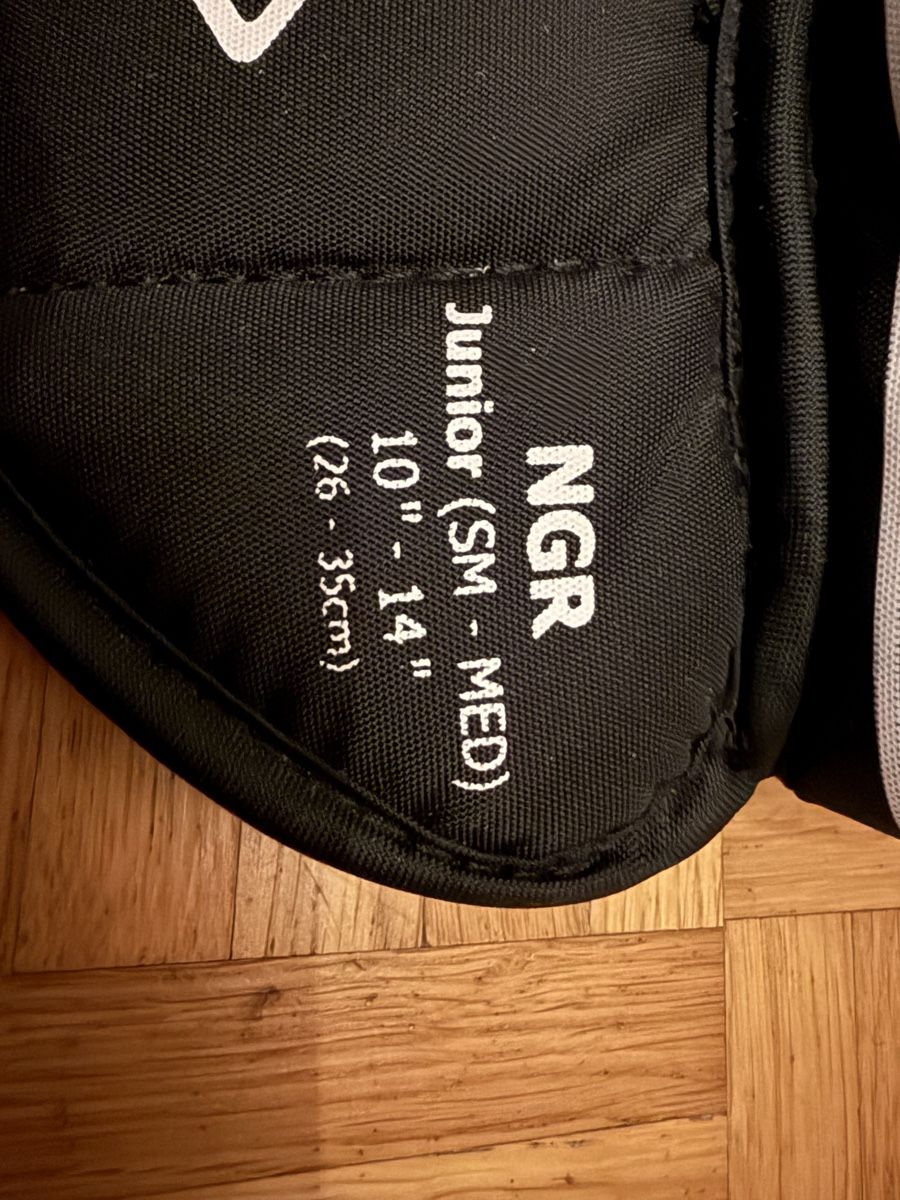 NGR
Junior (SM - MED)
10" - 14"
(26 - 35cm)